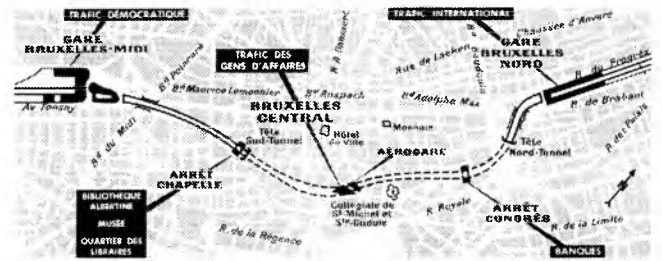 TRAFIC DÉMOCRATIQUE
GARE
BRUXELLES-MIDI
TRAFIC INTERNATIONAL
GARE
BRUXELLES
NORD
Chaussée d'Anvers
R. du Progrès
R. de Brabant
R. des Palais
TRAFIC DES
GENS D'AFFAIRES
Rue de Laeken
Bd Maurice Lemonnier
Bd Anspach
Bd Adolphe Max
BRUXELLES
CENTRAL
Av Fonsny
Bd du Midi
Tête
Sud-Tunnel
Hôtel
de Ville
Monnaie
AÉROGARE
Tête
Nord-Tunnel
ARRÊT
CHAPELLE
BIBLIOTHEQUE
ALBERTINE
MUSÉE
QUARTIER DES
LIBRAIRES
Collégiale de
St Michel et
Ste Gudule
R. Royale
ARRÊT
CONGRÈS
R. de la Régence
R. de la Limite
BANQUES